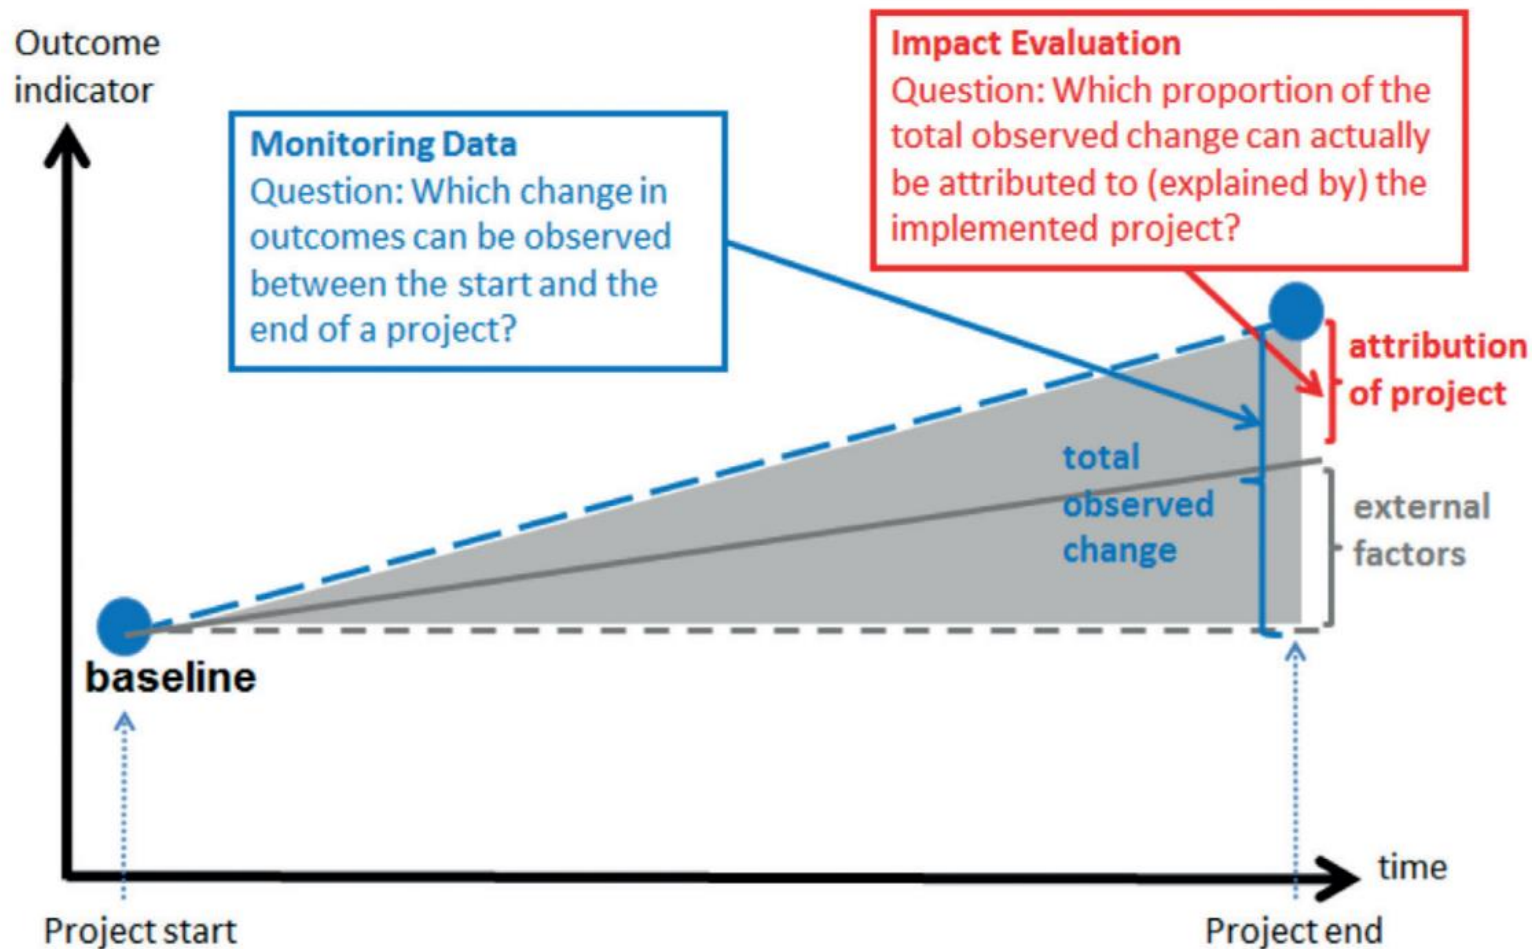 Outcome
indicator
Impact Evaluation
Question: Which proportion of the
total observed change can actually
be attributed to (explained by) the
implemented project?
Monitoring Data
Question: Which change in
outcomes can be observed
between the start and the
end of a project?
attribution
of project
total
observed
change
external
factors
baseline
time
Project start
Project end